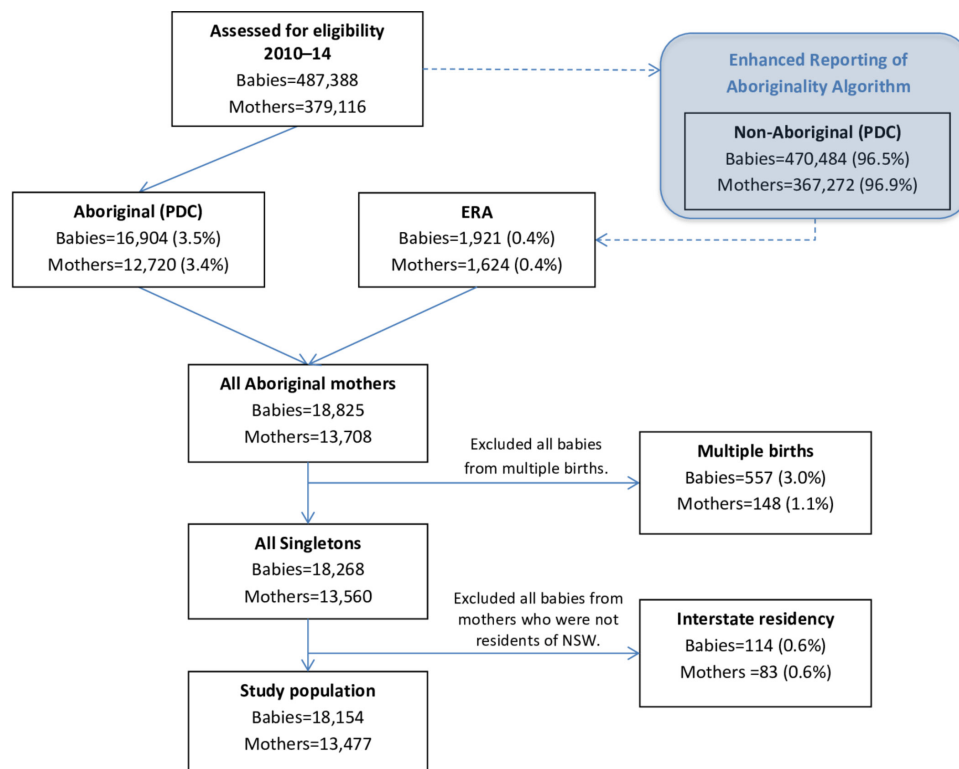 Assessed for eligibility
2010–14
Babies=487,388
Mothers=379,116
Enhanced Reporting of
Aboriginality Algorithm
Non-Aboriginal (PDC)
Babies=470,484 (96.5%)
Mothers=367,272 (96.9%)
Aboriginal (PDC)
Babies=16,904 (3.5%)
Mothers=12,720 (3.4%)
ERA
Babies=1,921 (0.4%)
Mothers=1,624 (0.4%)
All Aboriginal mothers
Babies=18,825
Mothers=13,708
Excluded all babies
from multiple births.
Multiple births
Babies=557 (3.0%)
Mothers=148 (1.1%)
All Singletons
Babies=18,268
Mothers=13,560
Excluded all babies from
mothers who were not
residents of NSW.
Interstate residency
Babies=114 (0.6%)
Mothers =83 (0.6%)
Study population
Babies=18,154
Mothers=13,477